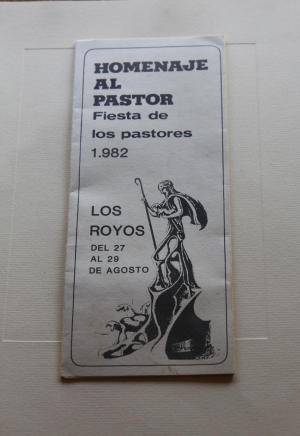 HOMENAJE
AL
PASTOR
Fiesta de
los pastores
1.982
LOS
ROYOS
DEL 27
AL 29
DE AGOSTO